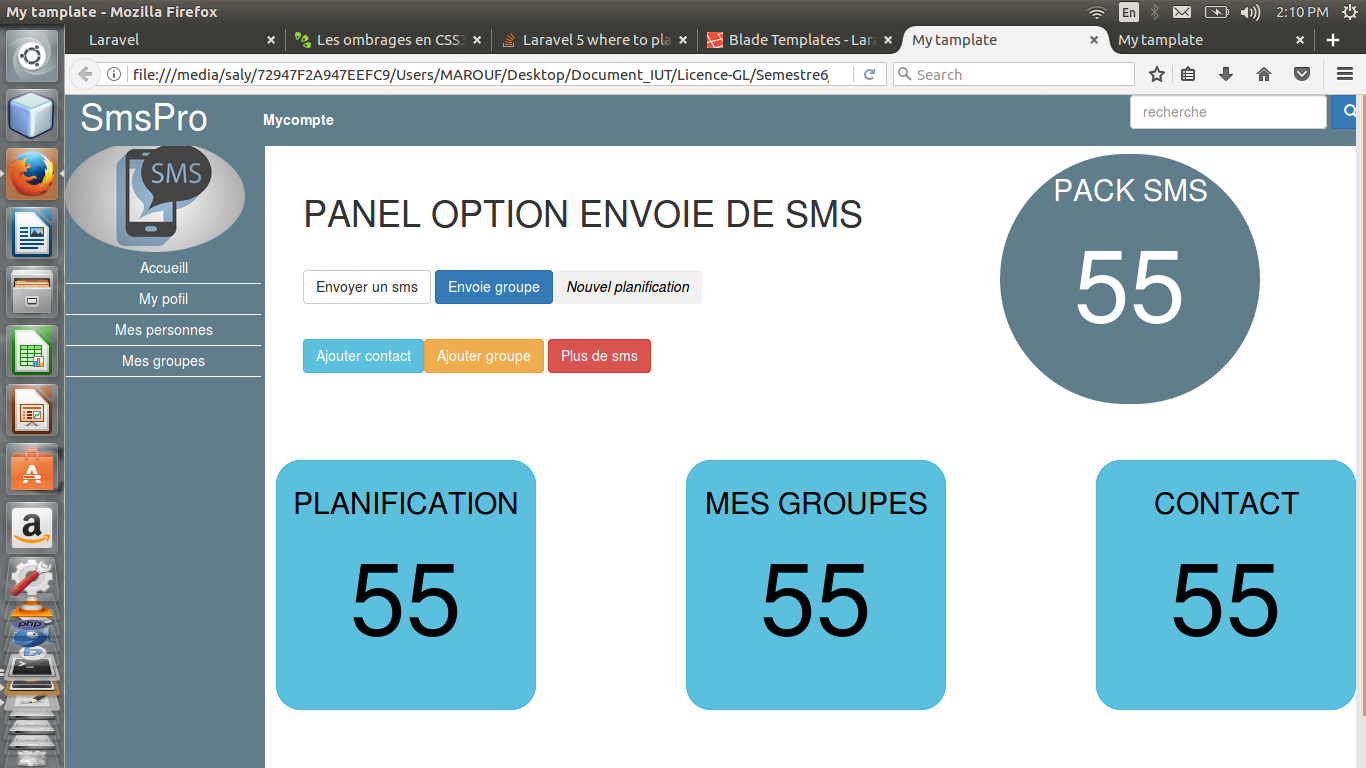 My tamplate - Mozilla Firefox
En
2:10 PM
Laravel
Les ombrages en CSS3
Laravel 5 where to pla
Blade Templates - Lara
My tamplate
My tamplate
file:///media/saly/72947F2A947EEFC9/Users/MAROUF/Desktop/Document_IUT/Licence-GL/Semestre6_
Search
SmsPro
Mycompte
recherche
SMS
Accueill
My pofil
Mes personnes
Mes groupes
PANEL OPTION ENVOIE DE SMS
Envoyer un sms
Envoie groupe
Nouvel planification
Ajouter contact
Ajouter groupe
Plus de sms
PACK SMS
55
PLANIFICATION
55
MES GROUPES
55
CONTACT
55
php